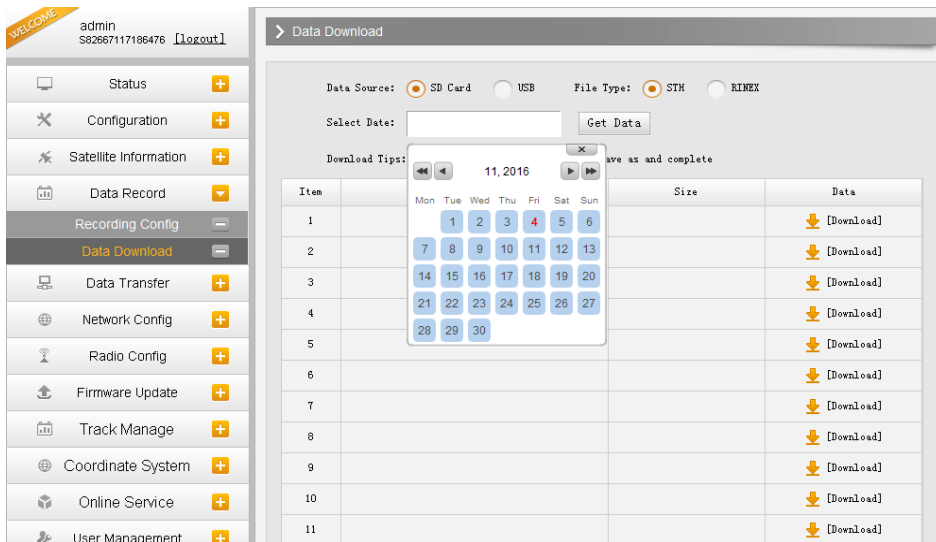 WELCOME
admin
S82667117186476 [logout]
Status
Configuration
Satellite Information
Data Record
Recording Config
Data Download
Data Transfer
Network Config
Radio Config
Firmware Update
Track Manage
Coordinate System
Online Service
User Management
Data Download
Data Source: SD Card USB File Type: STH RINEX
Select Date: Get Data
Download Tips: ave as and complete
11, 2016
Mon Tue Wed Thu Fri Sat Sun
1 2 3 4 5 6
7 8 9 10 11 12 13
14 15 16 17 18 19 20
21 22 23 24 25 26 27
28 29 30
Item Size Data
1 [Download]
2 [Download]
3 [Download]
4 [Download]
5 [Download]
6 [Download]
7 [Download]
8 [Download]
9 [Download]
10 [Download]
11 [Download]